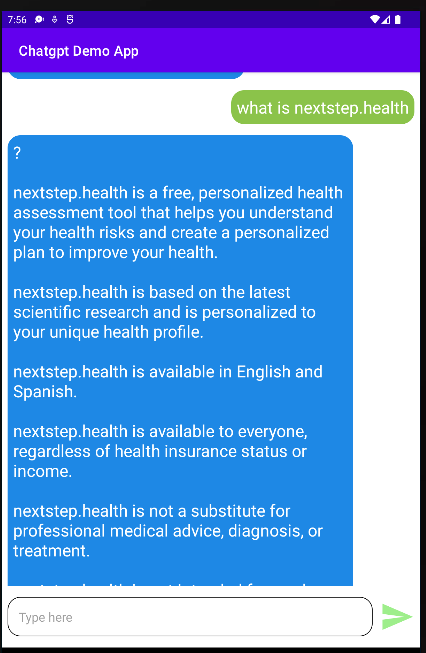 7:56
Chatgpt Demo App
what is nextstep.health
?
nextstep.health is a free, personalized health
assessment tool that helps you understand
your health risks and create a personalized
plan to improve your health.
nextstep.health is based on the latest
scientific research and is personalized to
your unique health profile.
nextstep.health is available in English and
Spanish.
nextstep.health is available to everyone,
regardless of health insurance status or
income.
nextstep.health is not a substitute for
professional medical advice, diagnosis, or
treatment.
Type here